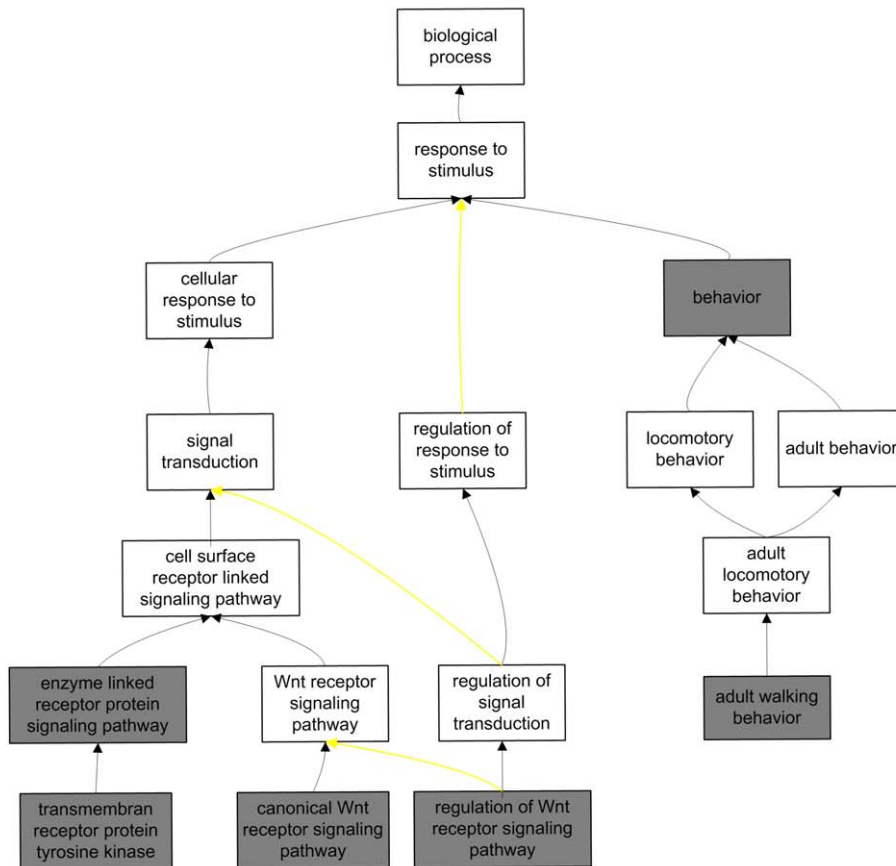 biological
process
response to
stimulus
cellular
response to
stimulus
behavior
signal
transduction
regulation of
response to
stimulus
locomotory
behavior
adult behavior
cell surface
receptor linked
signaling pathway
adult
locomotory
behavior
enzyme linked
receptor protein
signaling pathway
Wnt receptor
signaling
pathway
regulation of
signal
transduction
adult walking
behavior
transmembran
receptor protein
tyrosine kinase
canonical Wnt
receptor signaling
pathway
regulation of Wnt
receptor signaling
pathway